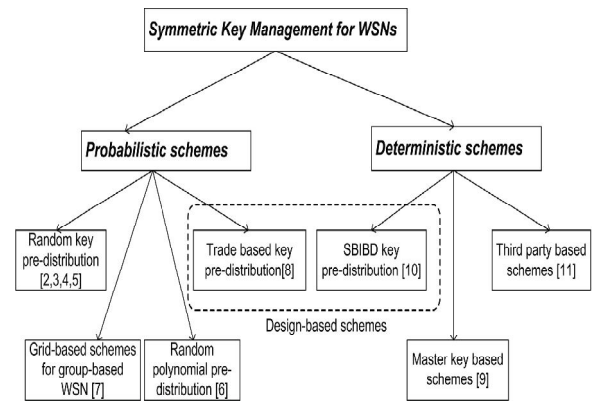 Symmetric Key Management for WSNs
Probabilistic schemes
Deterministic schemes
Random key
pre-distribution
[2,3,4,5]
Trade based key
pre-distribution[8]
SBIBD key
pre-distribution [10]
Third party based
schemes [11]
Design-based schemes
Grid-based schemes
for group-based
WSN [7]
Random
polynomial pre-
distribution [6]
Master key based
schemes [9]